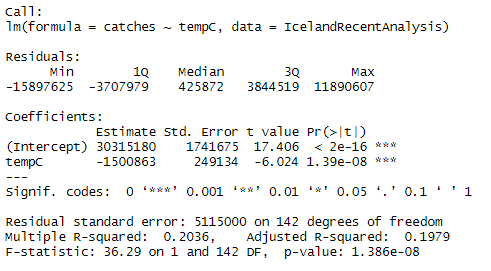 Call:
lm(formula = catches ~ tempC, data = IcelandRecentAnalysis)
Residuals:
Min 1Q Median 3Q Max
-15897625 -3707979 425872 3844519 11890607
Coefficients:
Estimate Std. Error t value Pr(>|t|)
(Intercept) 30315180 1741675 17.406 < 2e-16 ***
tempC -1500863 249134 -6.024 1.39e-08 ***
---
Signif. codes: 0 ‘***’ 0.001 ‘**’ 0.01 ‘*’ 0.05 ‘.’ 0.1 ‘ ’ 1
Residual standard error: 5115000 on 142 degrees of freedom
Multiple R-squared: 0.2036, Adjusted R-squared: 0.1979
F-statistic: 36.29 on 1 and 142 DF, p-value: 1.386e-08